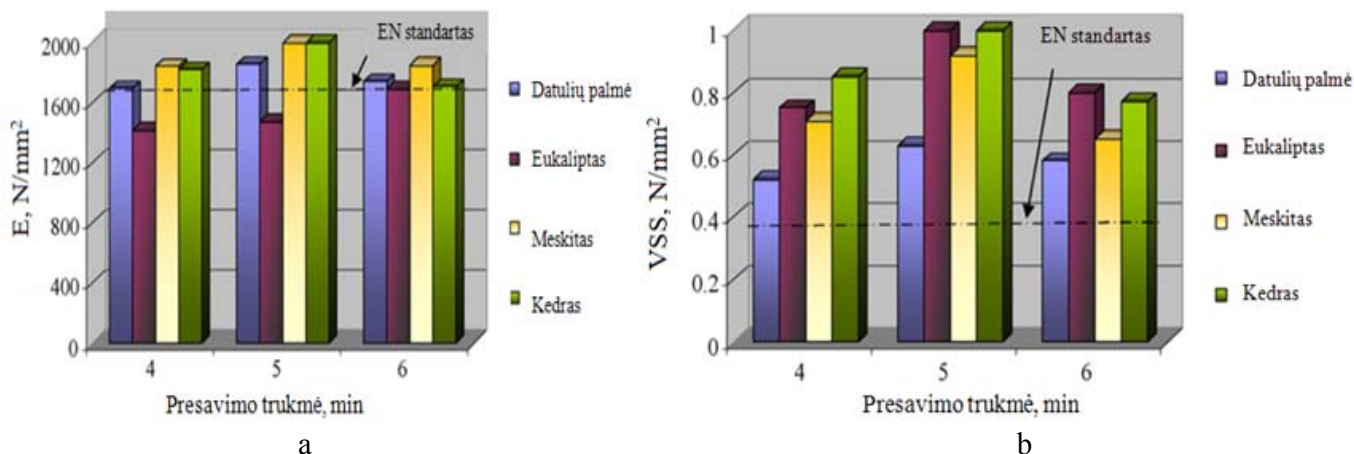 EN standartas
2000
1600
1200
800
400
0
E, N/mm²
4
5
6
Presavimo trukmė, min
Datulių palmė
Eukaliptas
Meskitas
Kedras
a
EN standartas
1
0.8
0.6
0.4
0.2
0
VSS, N/mm²
4
5
6
Presavimo trukmė, min
Datulių palmė
Eukaliptas
Meskitas
Kedras
b